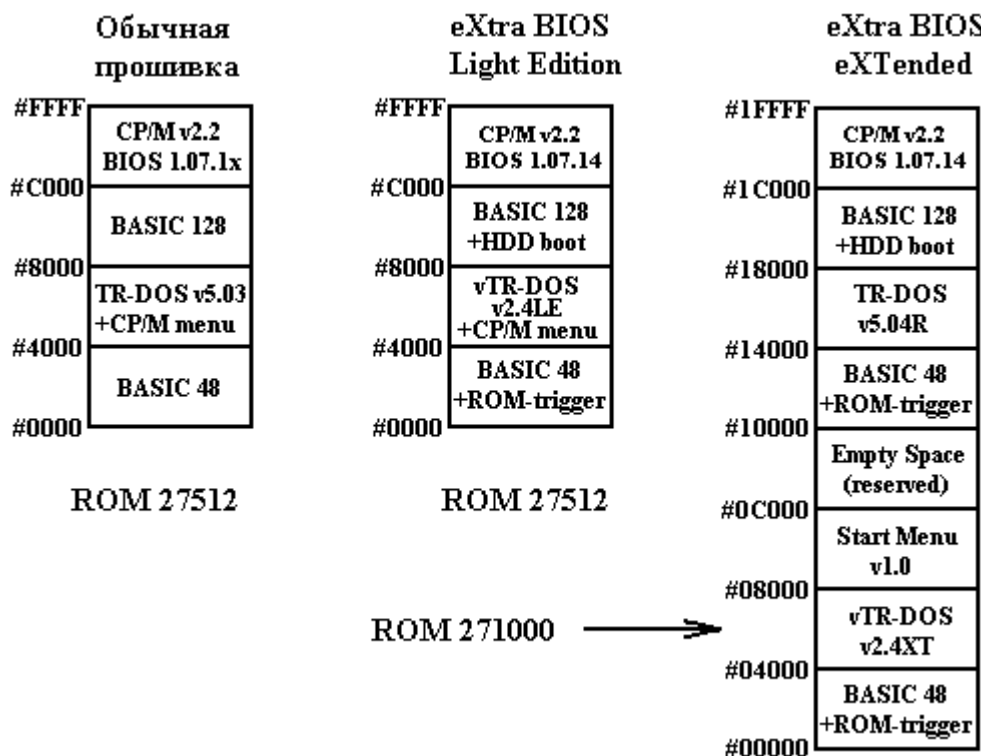 Обычная
прошивка
#FFFF
CP/M v2.2
BIOS 1.07.1x
#C000
BASIC 128
#8000
TR-DOS v5.03
+CP/M menu
#4000
BASIC 48
#0000
ROM 27512
eXtra BIOS
Light Edition
#FFFF
CP/M v2.2
BIOS 1.07.14
#C000
BASIC 128
+HDD boot
#8000
vTR-DOS
v2.4LE
+CP/M menu
#4000
BASIC 48
+ROM-trigger
#0000
ROM 27512
ROM 271000
eXtra BIOS
eXTended
#1FFFF
CP/M v2.2
BIOS 1.07.14
#1C000
BASIC 128
+HDD boot
#18000
TR-DOS
v5.04R
#14000
BASIC 48
+ROM-trigger
#10000
Empty Space
(reserved)
#0C000
Start Menu
v1.0
#08000
vTR-DOS
v2.4XT
#04000
BASIC 48
+ROM-trigger
#00000